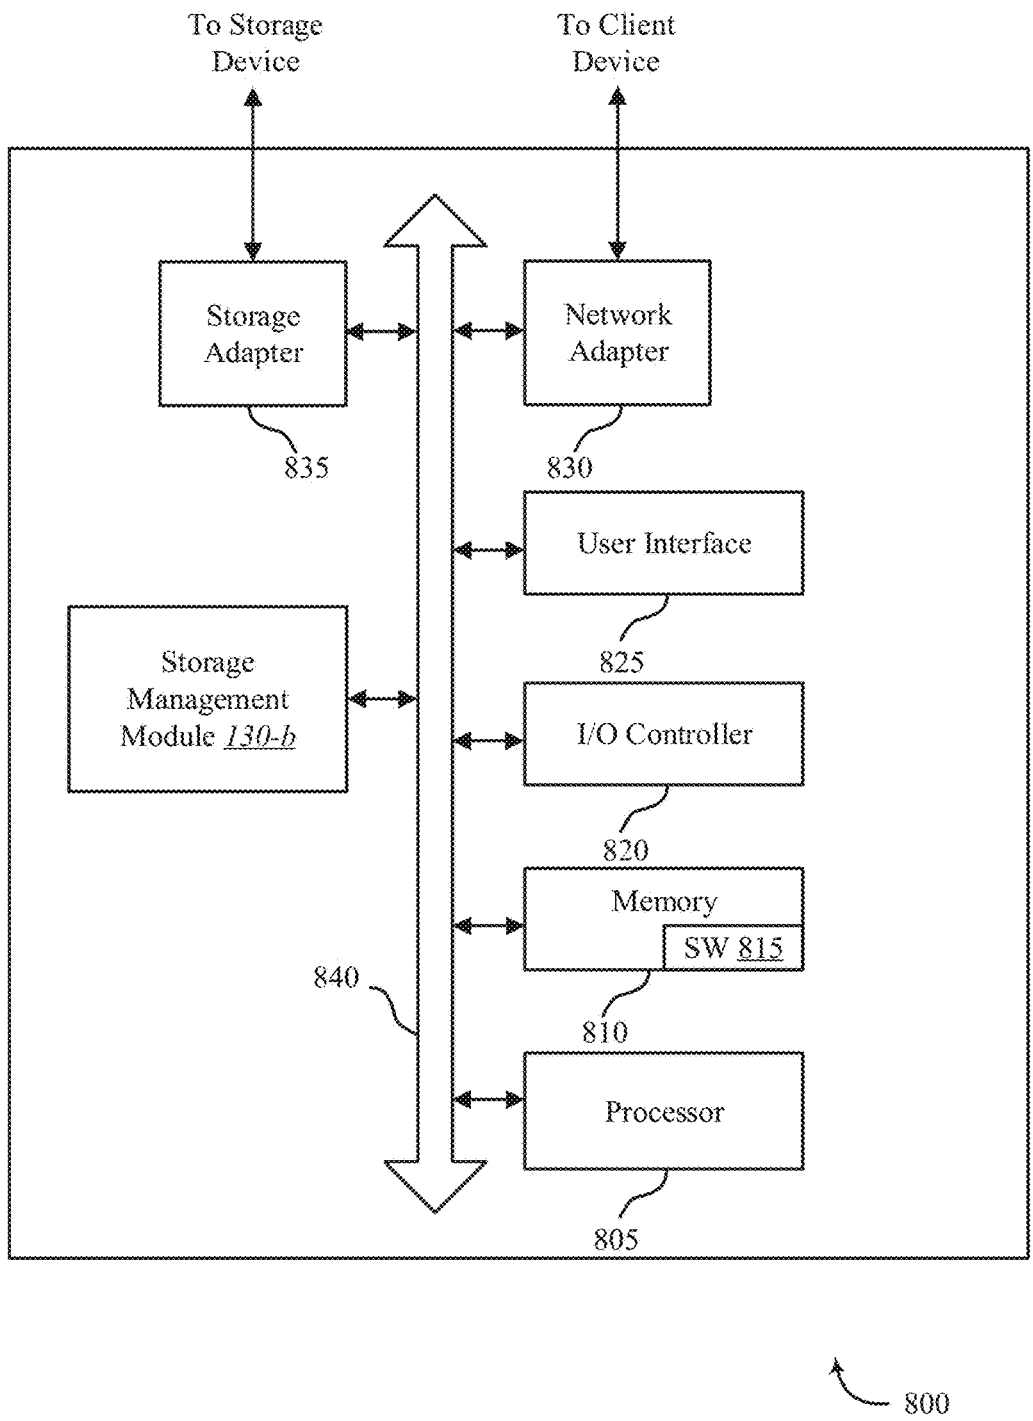 To Storage
Device
To Client
Device
Storage
Adapter
835
Network
Adapter
830
User Interface
825
Storage
Management
Module 130-b
I/O Controller
820
Memory
SW 815
810
840
Processor
805
800